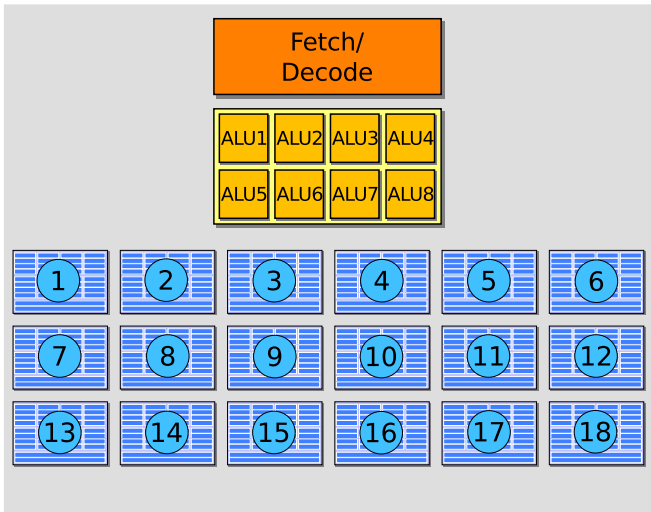 Fetch/
Decode
ALU1 ALU2 ALU3 ALU4
ALU5 ALU6 ALU7 ALU8
1 2 3 4 5 6
7 8 9 10 11 12
13 14 15 16 17 18